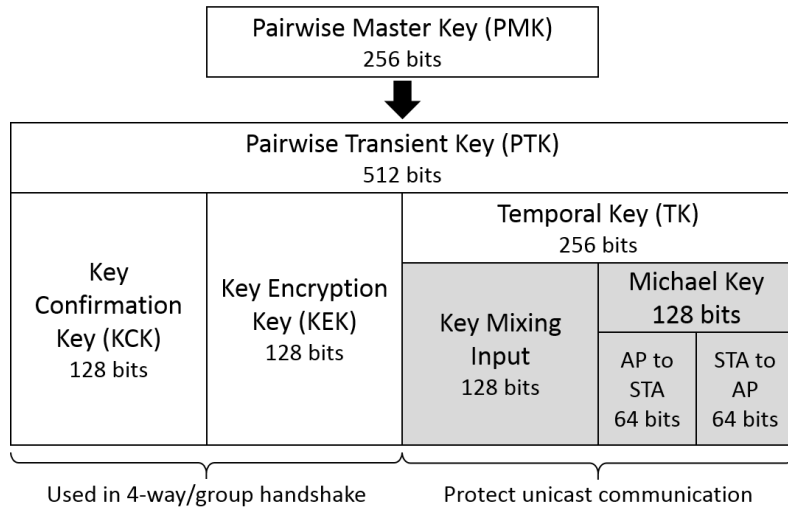 Pairwise Master Key (PMK)
256 bits
Pairwise Transient Key (PTK)
512 bits
Key
Confirmation
Key (KCK)
128 bits
Key Encryption
Key (KEK)
128 bits
Temporal Key (TK)
256 bits
Key Mixing
Input
128 bits
Michael Key
128 bits
AP to
STA
64 bits
STA to
AP
64 bits
Used in 4-way/group handshake
Protect unicast communication